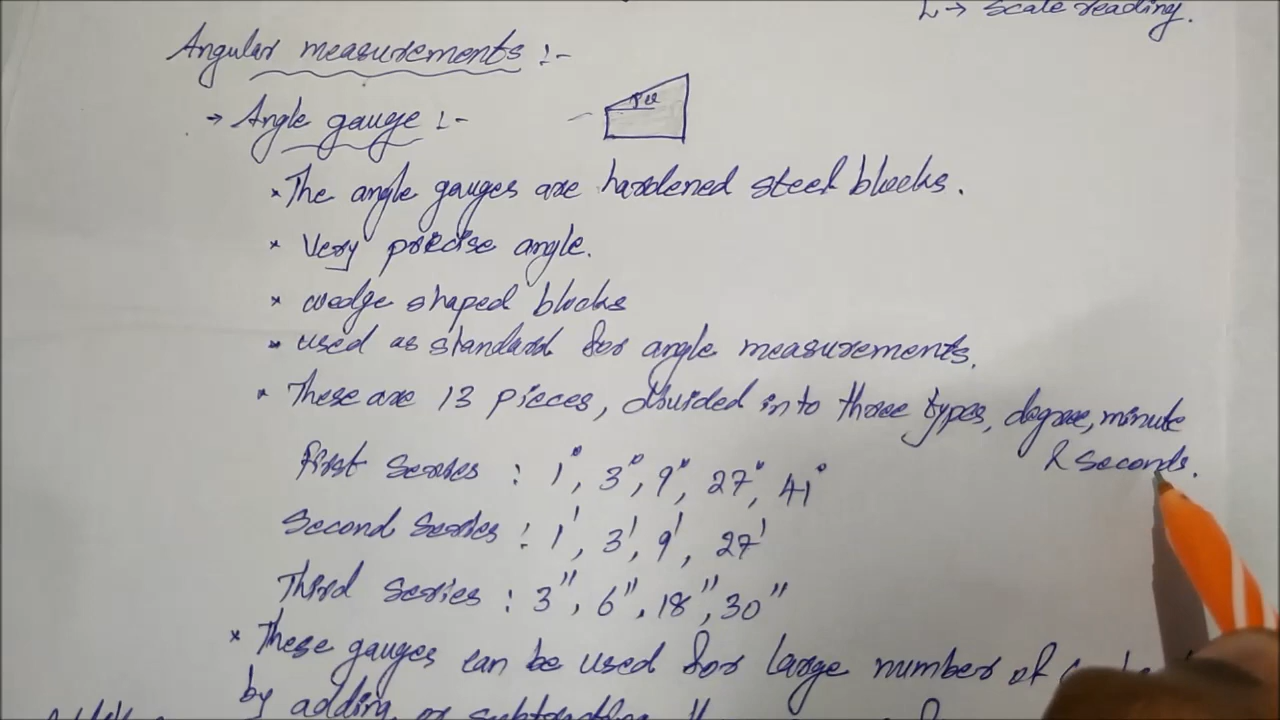 L → Scale reading.
Angular measurements :-
→ Angle gauge :-
* The angle gauges are hardened steel blocks.
* Very precise angle.
* wedge shaped blocks
* used as standard for angle measurements.
* These are 13 pieces, divided into three types, degree, minute
& Seconds.
First Series : 1°, 3°, 9°, 27°, 41°
Second Series : 1', 3', 9', 27'
Third Series : 3", 6", 18", 30"
* These gauges can be used for large number of
by adding or subtracting